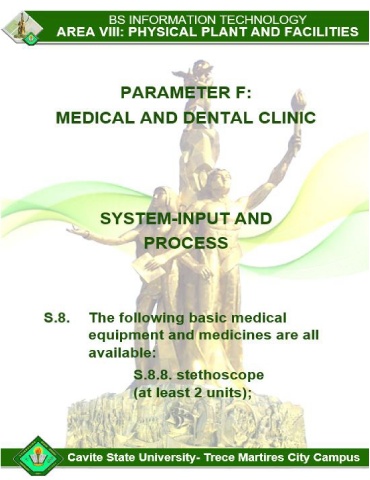 BS INFORMATION TECHNOLOGY
AREA VIII: PHYSICAL PLANT AND FACILITIES
PARAMETER F:
MEDICAL AND DENTAL CLINIC
SYSTEM-INPUT AND
PROCESS
S.8. The following basic medical
equipment and medicines are all
available:
S.8.8. stethoscope
(at least 2 units);
Cavite State University- Trece Martires City Campus